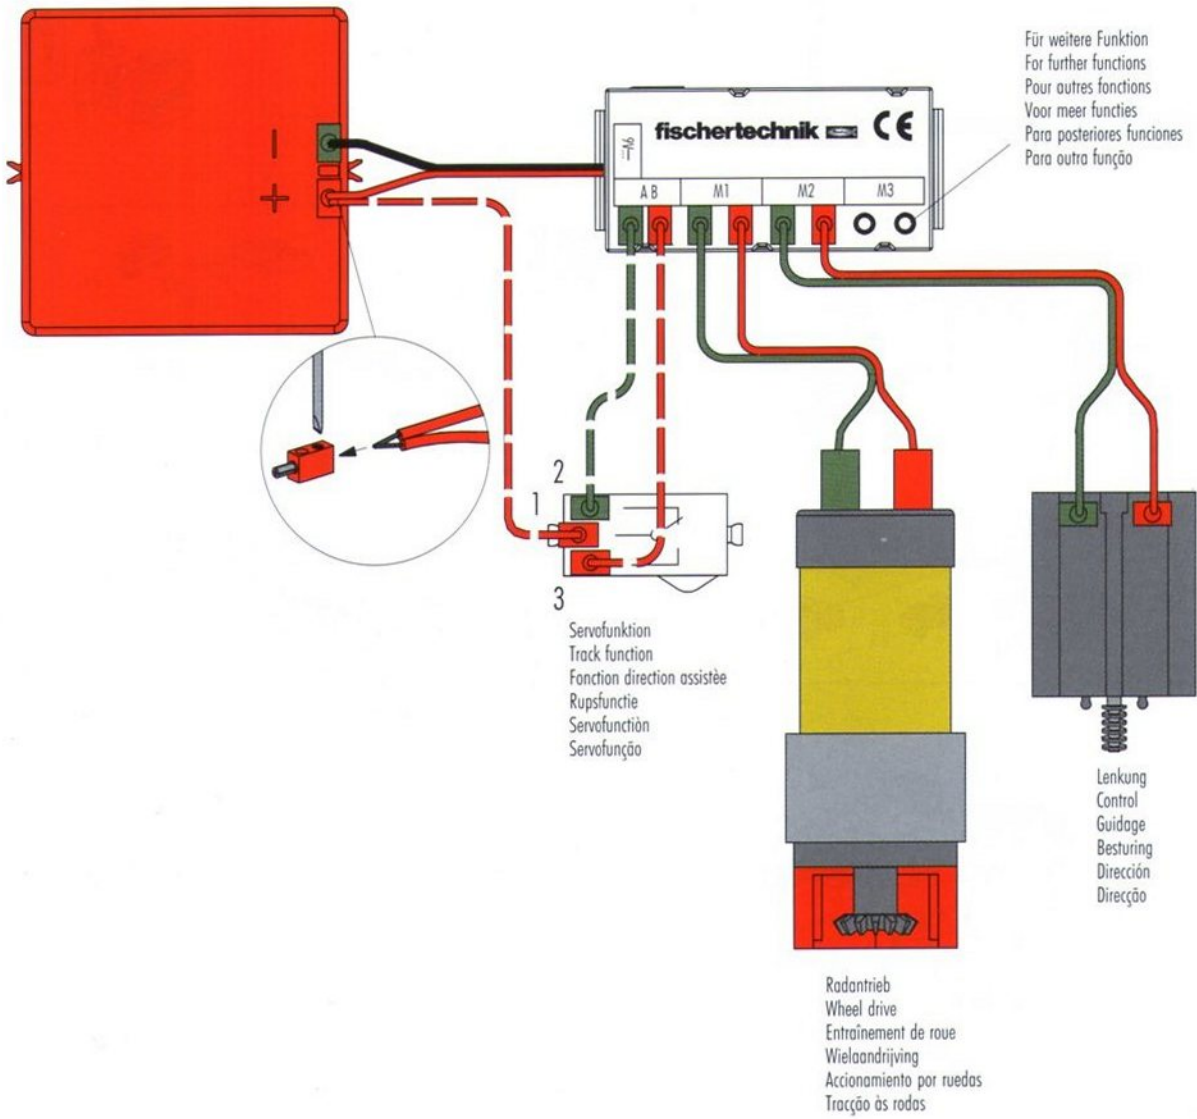 Für weitere Funktion
For further functions
Pour autres fonctions
Voor meer functies
Para posteriores funciones
Para outra função
fischertechnik CE
9V
A B M1 M2 M3
−
+
2
1
3
Servofunktion
Track function
Fonction direction assistèe
Rupsfunctie
Servofunctiòn
Servofunção
Lenkung
Control
Guidage
Besturing
Dirección
Direcção
Radantrieb
Wheel drive
Entraînement de roue
Wielaandrijving
Accionamiento por ruedas
Tracção às rodas